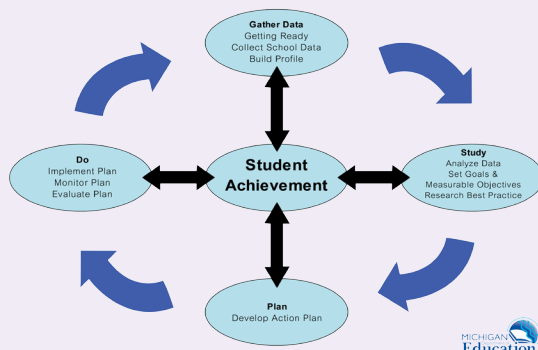 Gather Data
Getting Ready
Collect School Data
Build Profile
Do
Implement Plan
Monitor Plan
Evaluate Plan
Student
Achievement
Study
Analyze Data
Set Goals &
Measurable Objectives
Research Best Practice
Plan
Develop Action Plan
MICHIGAN
Education